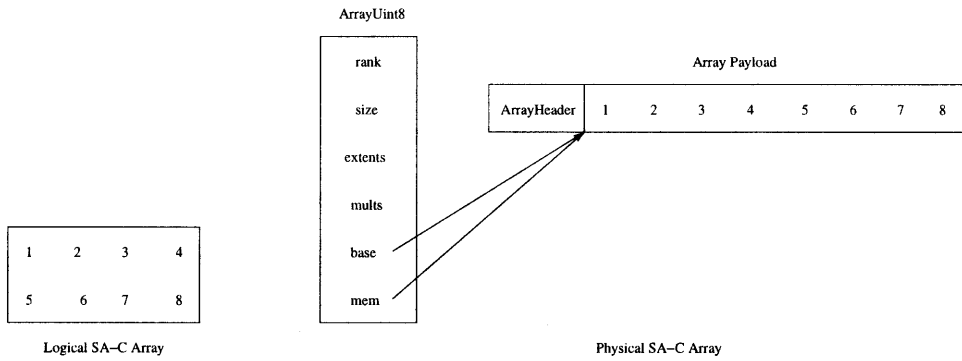 ArrayUint8
rank
size
extents
mults
base
mem
Array Payload
ArrayHeader 1 2 3 4 5 6 7 8
1 2 3 4
5 6 7 8
Logical SA-C Array
Physical SA-C Array